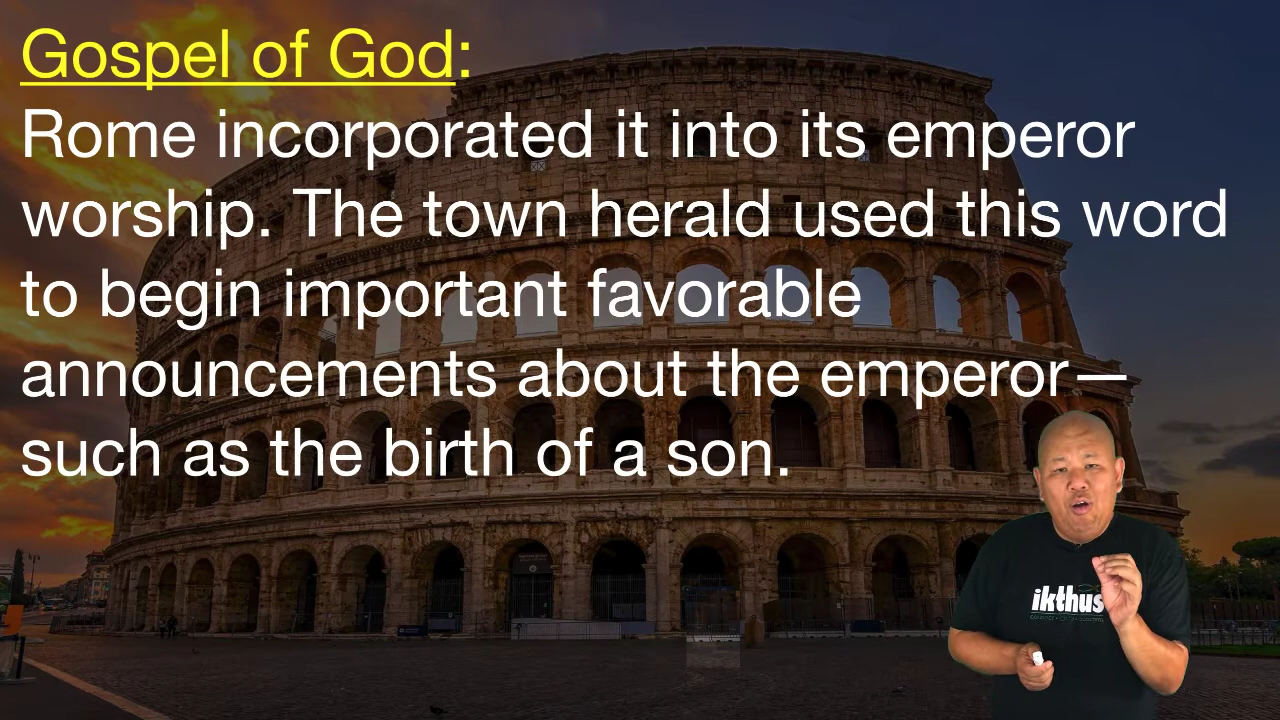 Gospel of God:
Rome incorporated it into its emperor
worship. The town herald used this word
to begin important favorable
announcements about the emperor—
such as the birth of a son.
ikthus